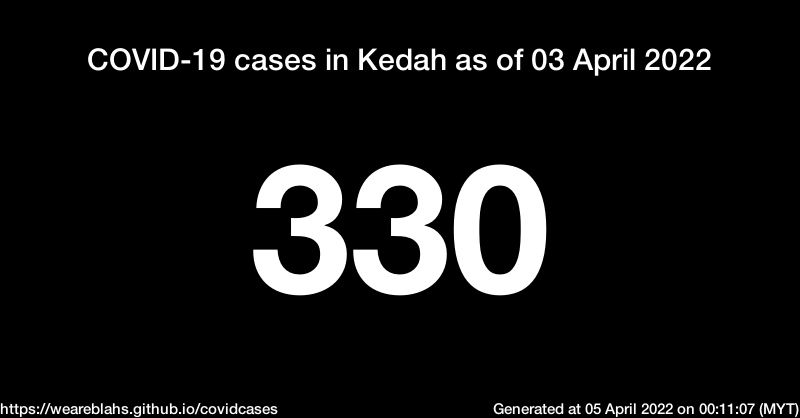 COVID-19 cases in Kedah as of 03 April 2022
330
https://weareblahs.github.io/covidcases
Generated at 05 April 2022 on 00:11:07 (MYT)